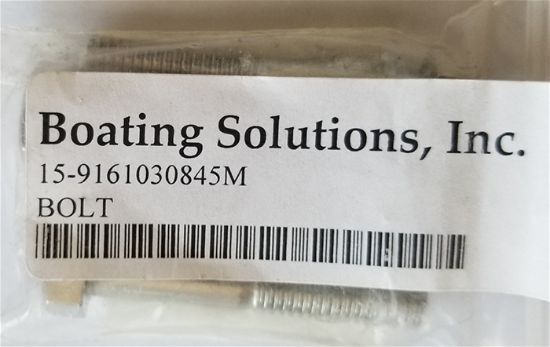 Boating Solutions, Inc.
15-9161030845M
BOLT